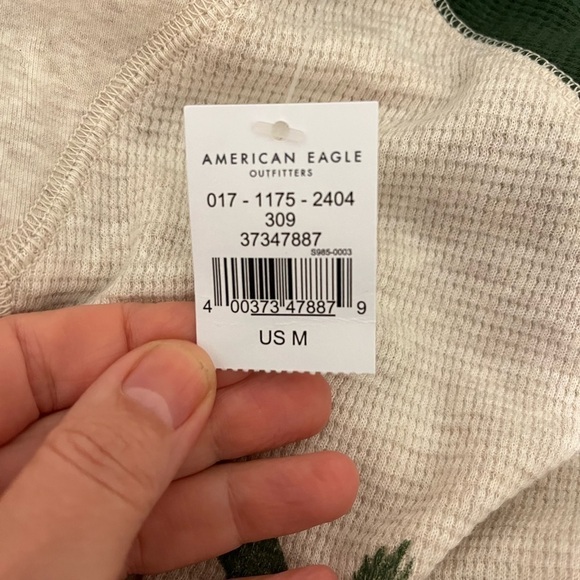 AMERICAN EAGLE
OUTFITTERS
017 - 1175 - 2404
309
37347887
S985-0003
4 00373 47887 9
US M